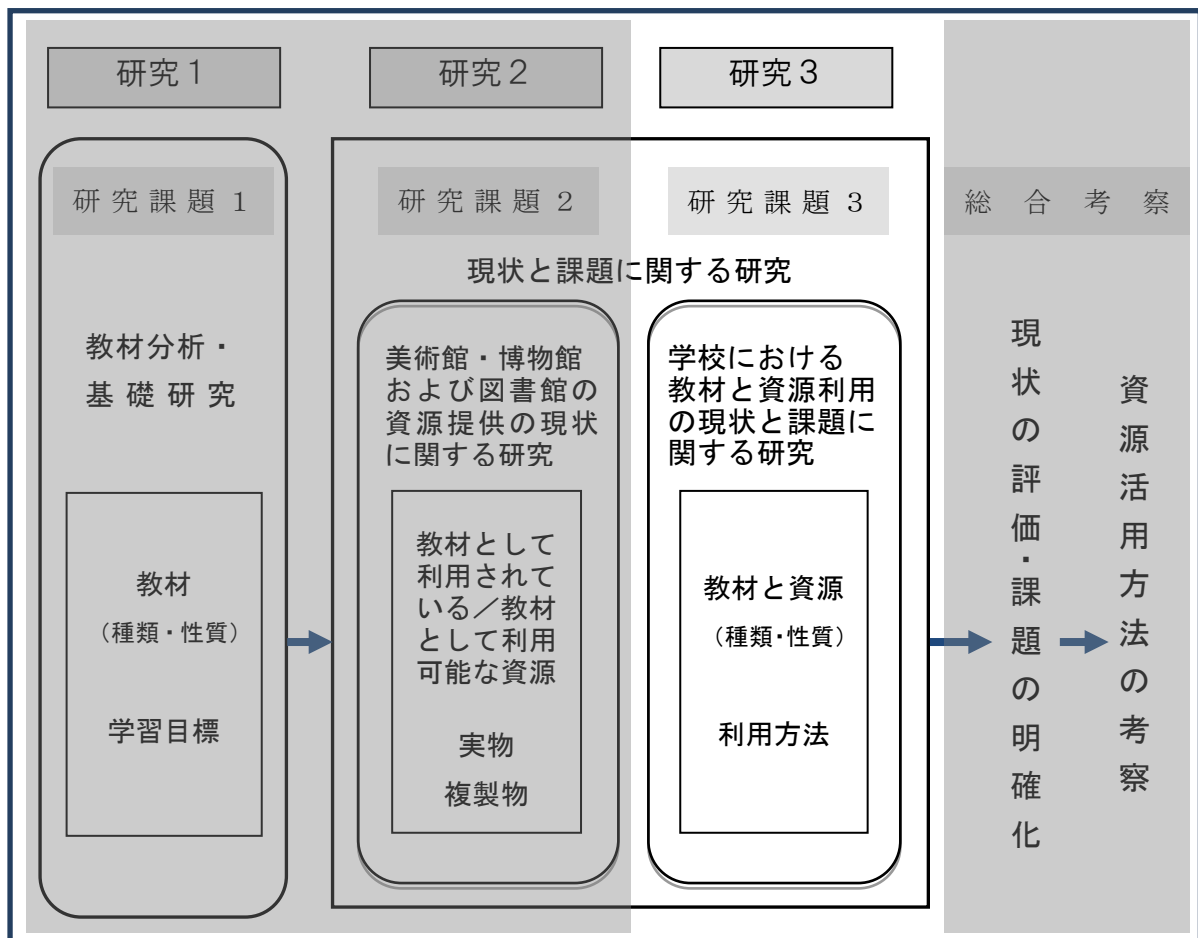 研究１
研究２
研究３
研究課題１
研究課題２
研究課題３
総合考察
現状と課題に関する研究
教材分析・
基礎研究
教材
（種類・性質）
学習目標
美術館・博物館
および図書館の
資源提供の現状
に関する研究
教材として
利用されて
いる／教材
として利用
可能な資源
実物
複製物
学校における
教材と資源利用
の現状と課題に
関する研究
教材と資源
（種類・性質）
利用方法
現状の評価・課題の明確化
資源活用方法の考察